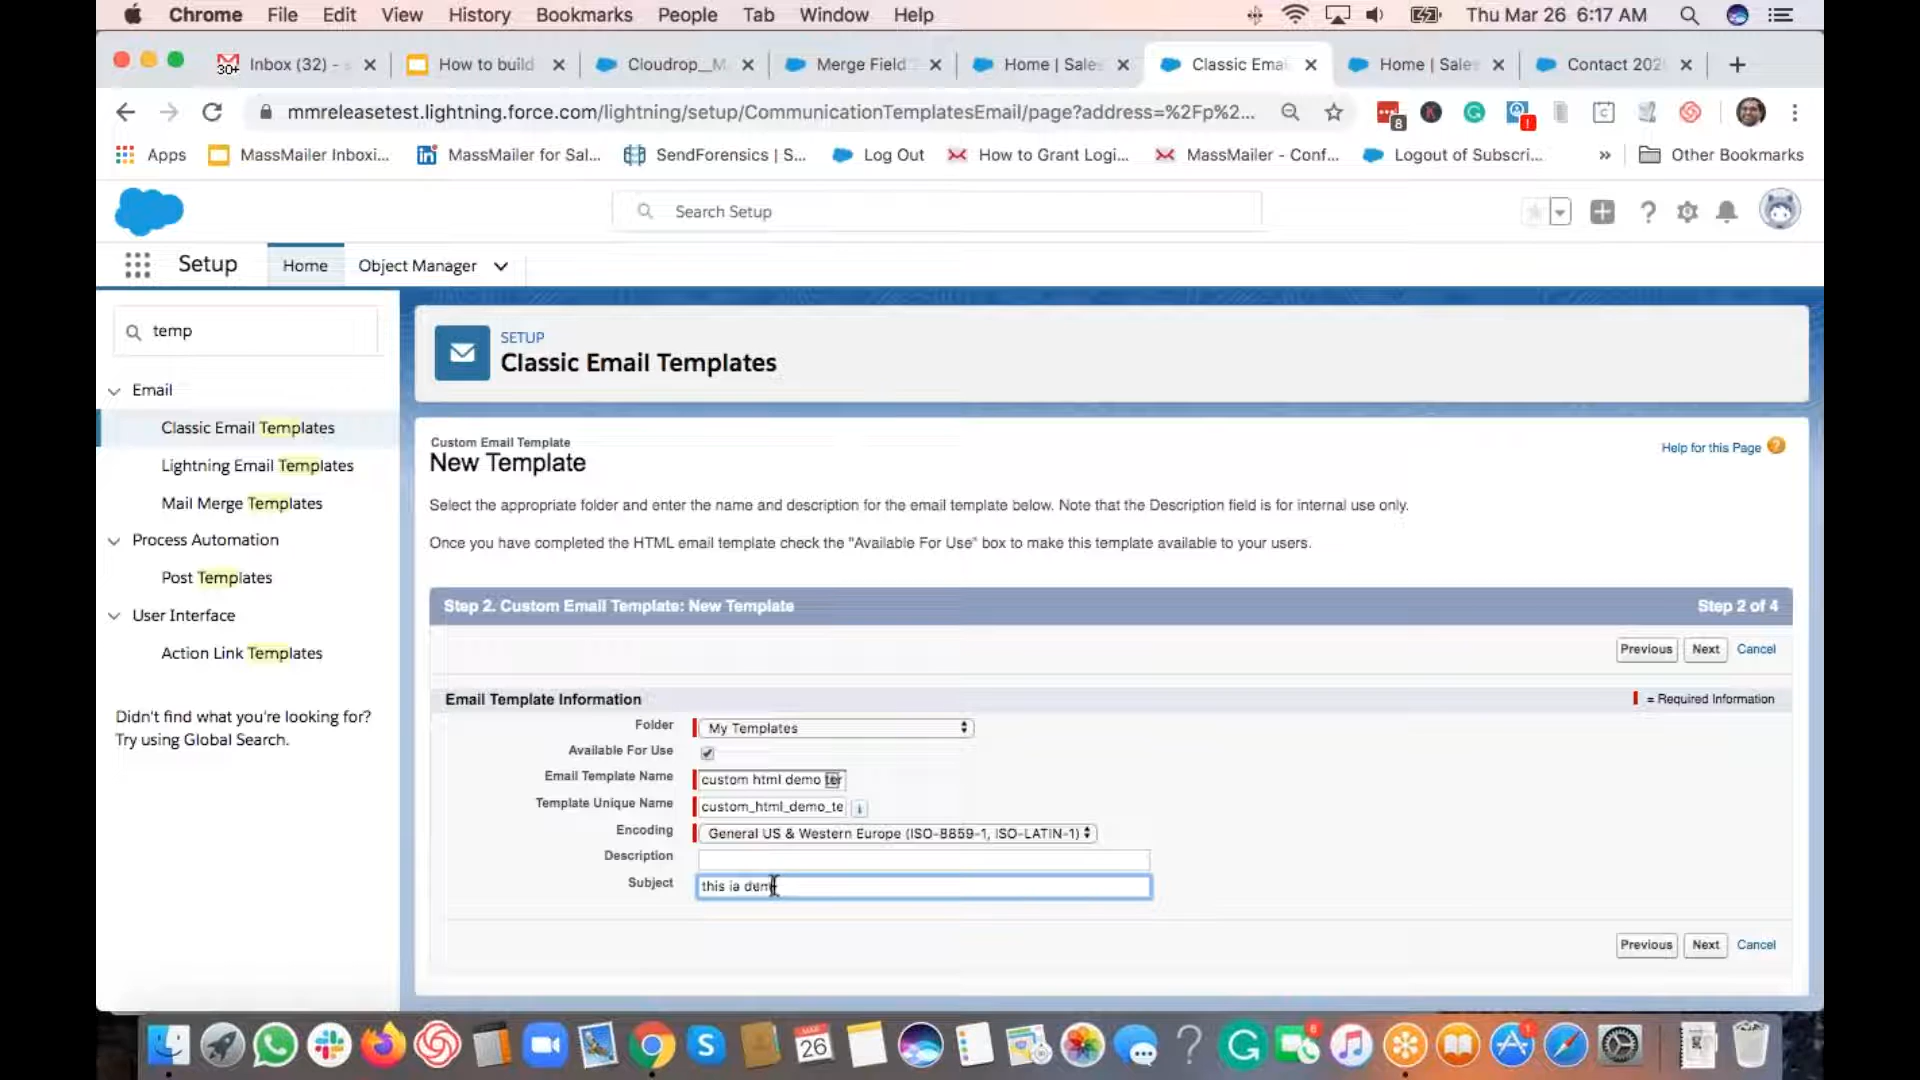 Chrome File Edit View History Bookmarks People Tab Window Help Thu Mar 26 6:17 AM
30+ Inbox (32) - How to build Cloudrop__M Merge Field Home | Sales Classic Emai Home | Sales Contact 202
mmreleasetest.lightning.force.com/lightning/setup/CommunicationTemplatesEmail/page?address=%2Fp%2... 8
Apps MassMailer Inboxi... MassMailer for Sal... SendForensics | S... Log Out How to Grant Logi... MassMailer - Conf... Logout of Subscri... » Other Bookmarks
Search Setup
Setup Home Object Manager
temp
Email
Classic Email Templates
Lightning Email Templates
Mail Merge Templates
Process Automation
Post Templates
User Interface
Action Link Templates
Didn't find what you're looking for?
Try using Global Search.
SETUP
Classic Email Templates
Custom Email Template
New Template
Help for this Page
Select the appropriate folder and enter the name and description for the email template below. Note that the Description field is for internal use only.
Once you have completed the HTML email template check the "Available For Use" box to make this template available to your users.
Step 2. Custom Email Template: New Template Step 2 of 4
Previous Next Cancel
Email Template Information = Required Information
Folder My Templates
Available For Use
Email Template Name custom html demo
Template Unique Name custom_html_demo_te i
Encoding General US & Western Europe (ISO-8859-1, ISO-LATIN-1)
Description
Subject this ia dem
Previous Next Cancel
MAR
26
8
1